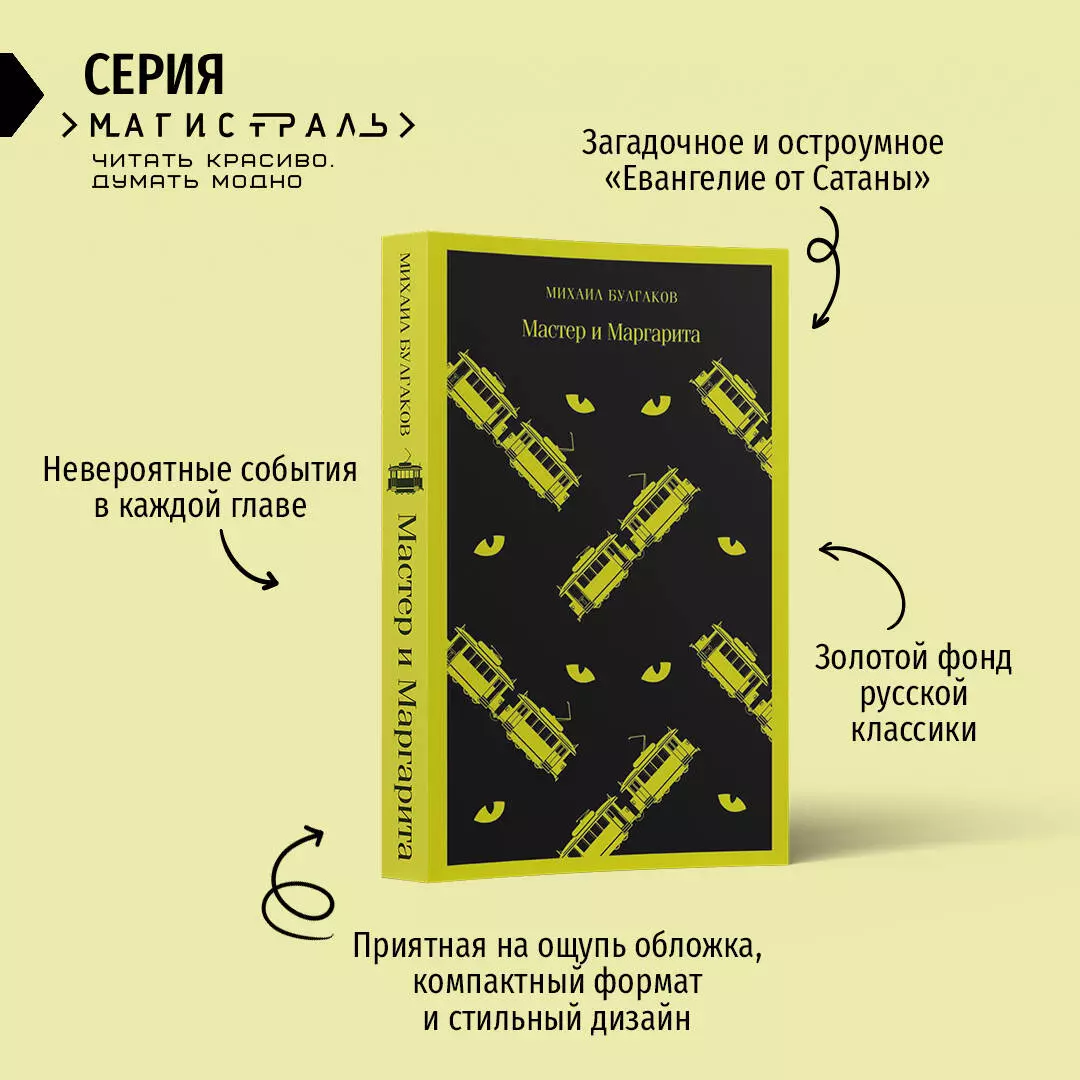 СЕРИЯ
МАГИСТРАЛЬ
ЧИТАТЬ КРАСИВО.
ДУМАТЬ МОДНО
Загадочное и остроумное
«Евангелие от Сатаны»
МИХАИЛ БУЛГАКОВ
Мастер и Маргарита
МИХАИЛ БУЛГАКОВ
Мастер и Маргарита
Невероятные события
в каждой главе
Золотой фонд
русской
классики
Приятная на ощупь обложка,
компактный формат
и стильный дизайн